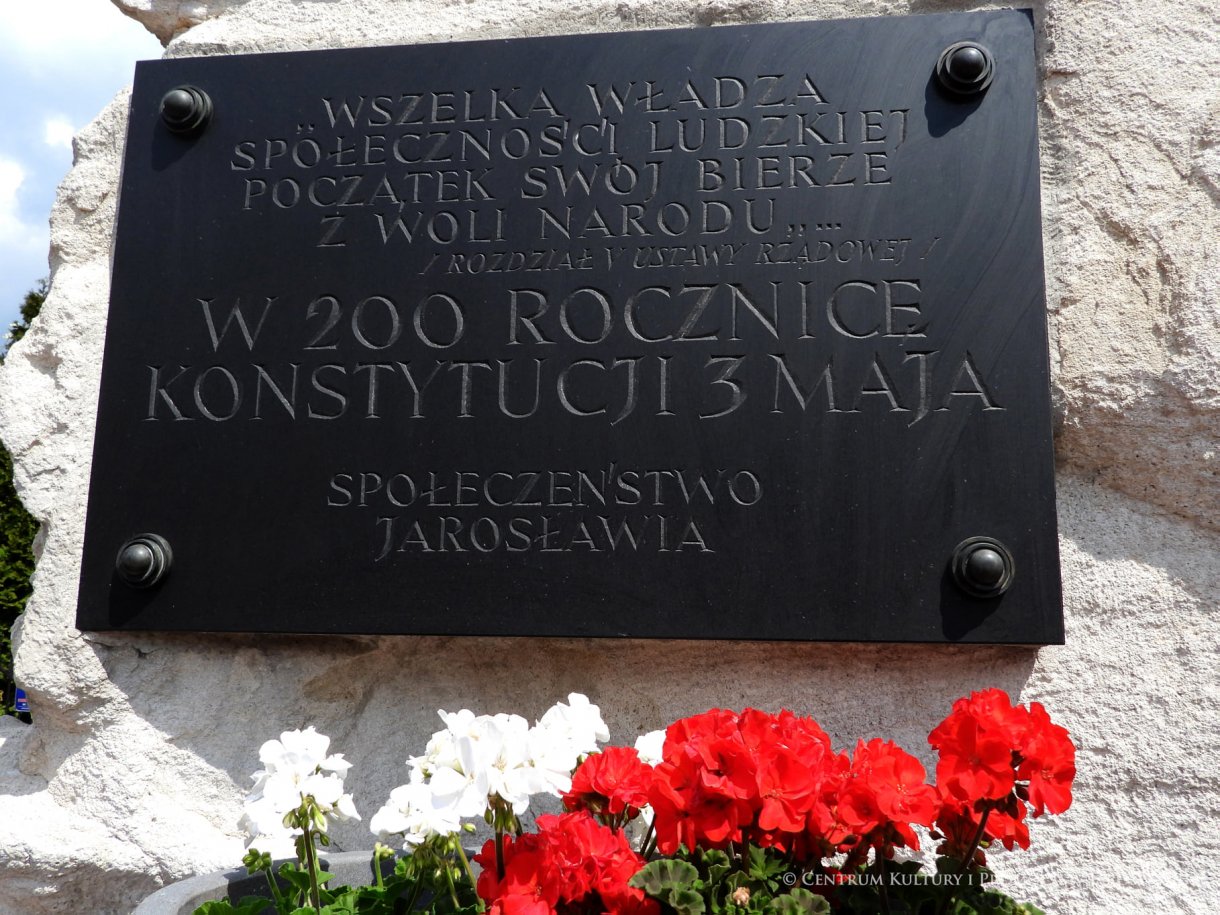 „WSZELKA WŁADZA
SPÓŁECZNOŚCI LUDZKIEJ
POCZĄTEK SWÓJ BIERZE
Z WOLI NARODU„...
/ROZDZIAŁ V USTAWY RZĄDOWEJ/
W 200 ROCZNICĘ
KONSTYTUCJI 3 MAJA
SPOŁECZEŃSTWO
JAROSŁAWIA
© CENTRUM KULTURY I